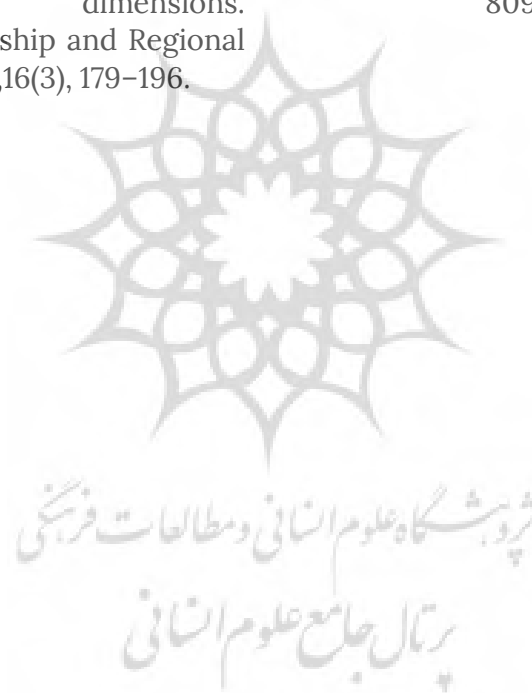 dimensions.
ship and Regional
,16(3), 179–196.
809
پژوهشگاه علوم انسانی و مطالعات فرهنگی
پرتال جامع علوم انسانی